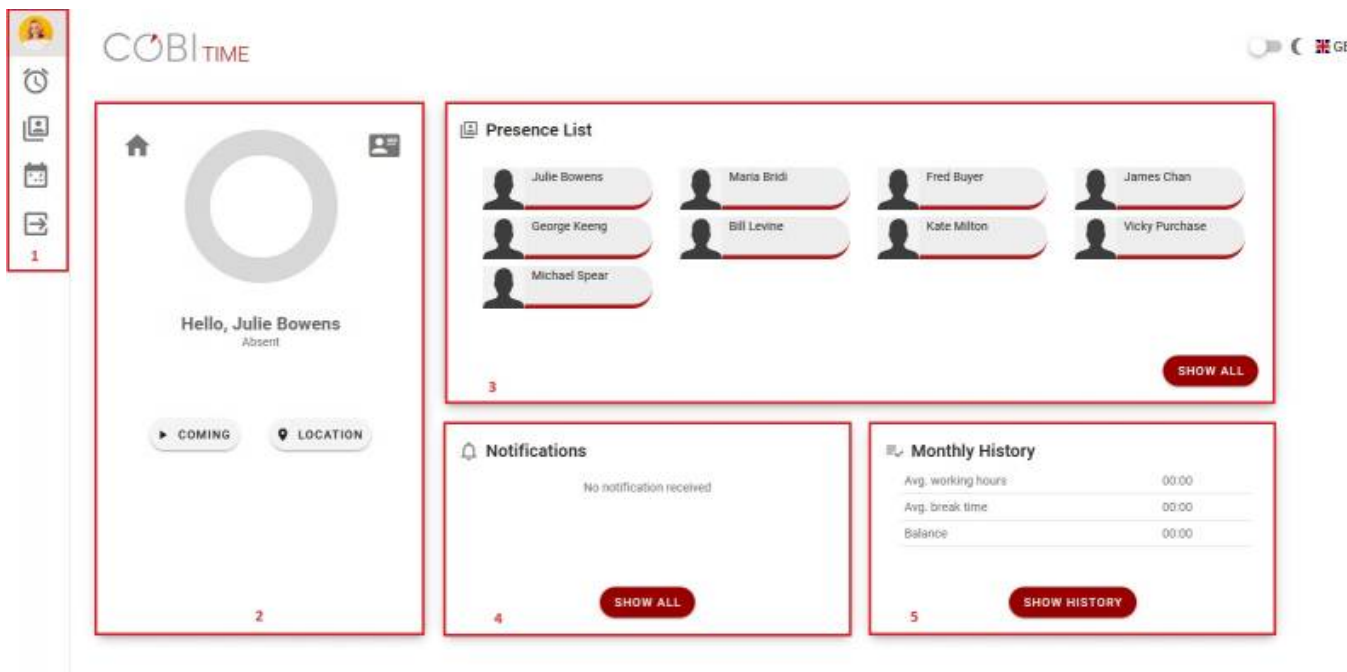 COBI TIME
GB
1
Hello, Julie Bowens
Absent
COMING
LOCATION
2
Presence List
Julie Bowens
Maria Bridi
Fred Buyer
James Chan
George Keeng
Bill Levine
Kate Milton
Vicky Purchase
Michael Spear
SHOW ALL
3
Notifications
No notification received
SHOW ALL
4
Monthly History
Avg. working hours 00:00
Avg. break time 00:00
Balance 00:00
SHOW HISTORY
5